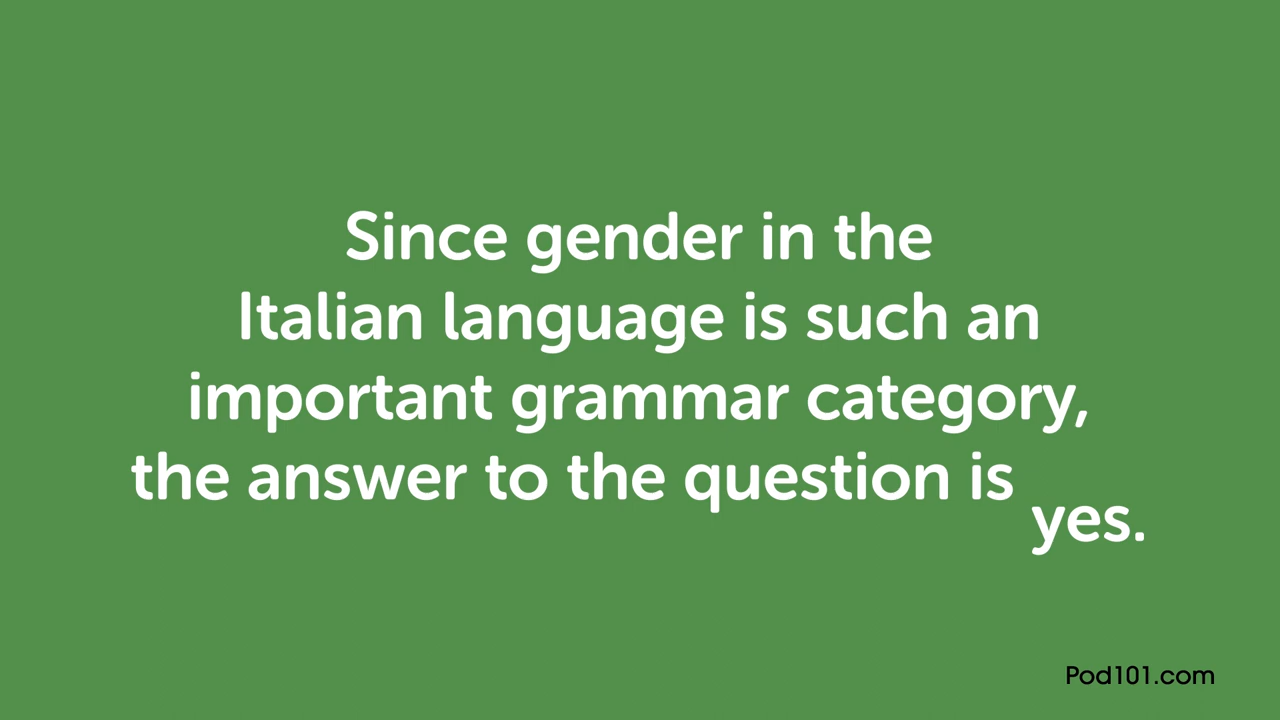 Since gender in the
Italian language is such an
important grammar category,
the answer to the question is yes.
Pod101.com